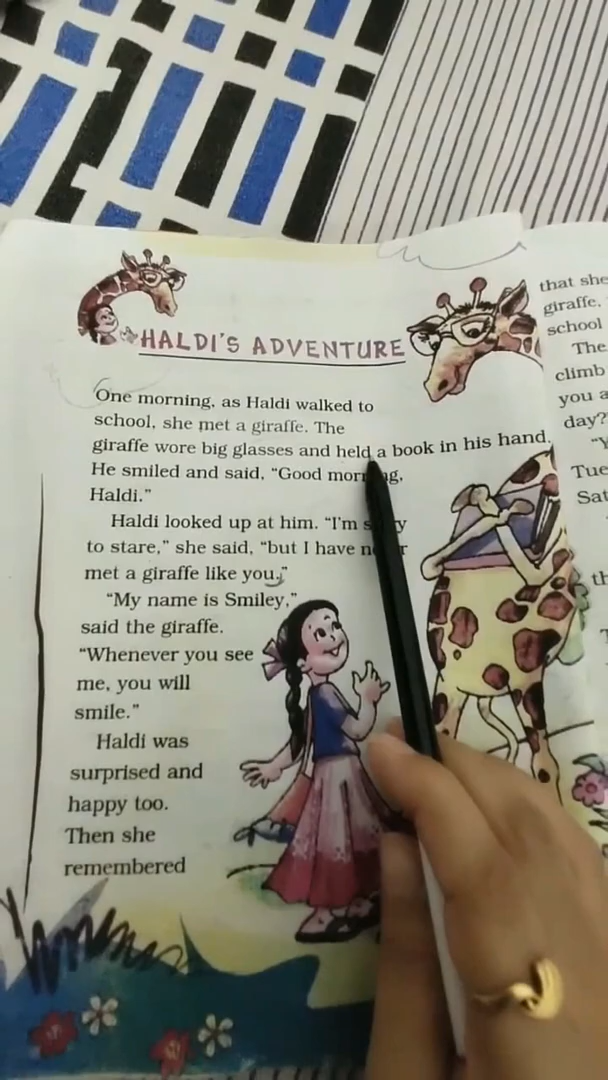 HALDI'S ADVENTURE
One morning, as Haldi walked to
school, she met a giraffe. The
giraffe wore big glasses and held a book in his hand.
He smiled and said, "Good morning,
Haldi."
Haldi looked up at him. "I'm sorry
to stare," she said, "but I have never
met a giraffe like you."
"My name is Smiley,"
said the giraffe.
"Whenever you see
me, you will
smile."
Haldi was
surprised and
happy too.
Then she
remembered
that she
giraffe,
school
The
climb
you a
day?
Tue
Sat